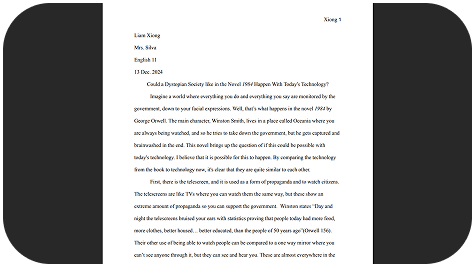 Xiong 1
Liam Xiong
Mrs. Silva
English 11
13 Dec. 2024
Could a Dystopian Society like in the Novel 1984 Happen With Today's Technology?
Imagine a world where everything you do and everything you say are monitored by the
government, down to your facial expressions. Well, that's what happens in the novel 1984 by
George Orwell. The main character, Winston Smith, lives in a place called Oceania where you
are always being watched, and so he tries to take down the government, but he gets captured and
brainwashed in the end. This novel brings up the question of if this could be possible with
today's technology. I believe that it is possible for this to happen. By comparing the technology
from the book to technology now, it's clear that they are quite similar to each other.
First, there is the telescreen, and it is used as a form of propaganda and to watch citizens.
The telescreens are like TVs where you can watch them the same way, but these show an
extreme amount of propaganda so you can support the government. Winston states "Day and
night the telescreens bruised your ears with statistics proving that people today had more food,
more clothes, better housed… better educated, than the people of 50 years ago"(Orwell 156).
Their other use of being able to watch people can be compared to a one way mirror where you
can't see anyone through it, but they can see and hear you. These are almost everywhere in the